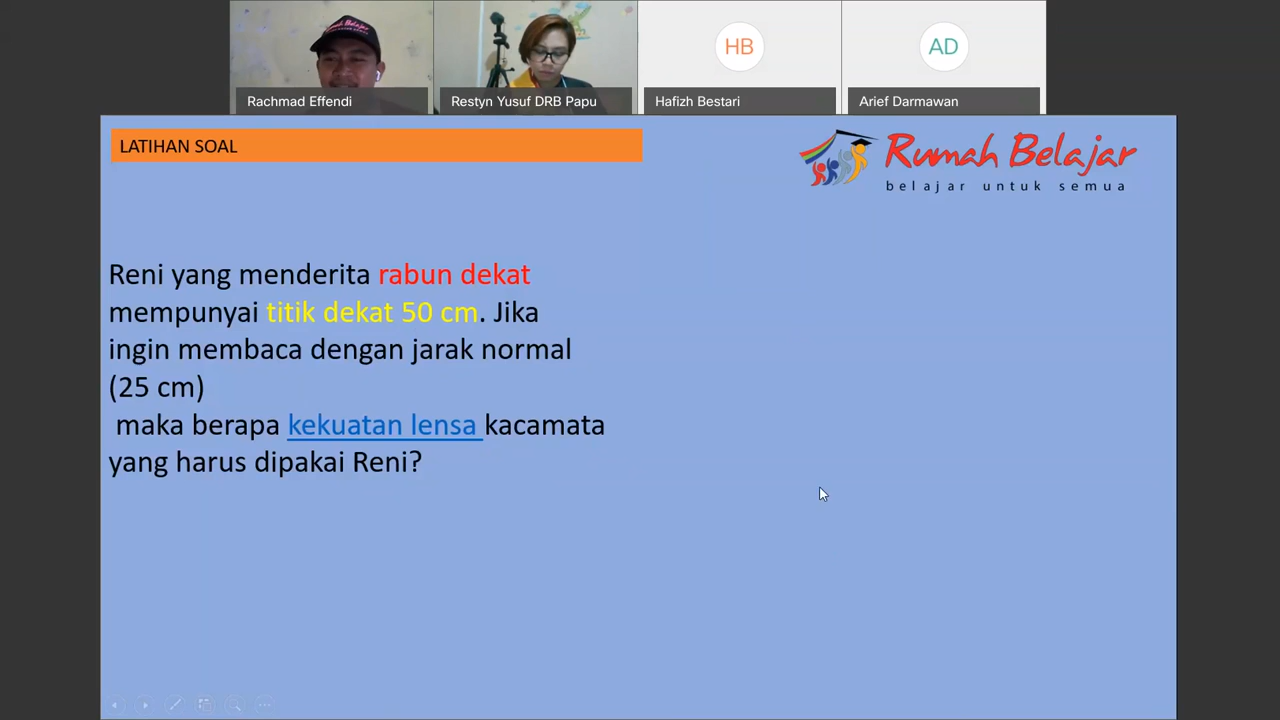 HB
AD
Rachmad Effendi
Restyn Yusuf DRB Papu
Hafizh Bestari
Arief Darmawan
LATIHAN SOAL
Rumah Belajar
belajar untuk semua
Reni yang menderita rabun dekat
mempunyai titik dekat 50 cm. Jika
ingin membaca dengan jarak normal
(25 cm)
maka berapa kekuatan lensa kacamata
yang harus dipakai Reni?